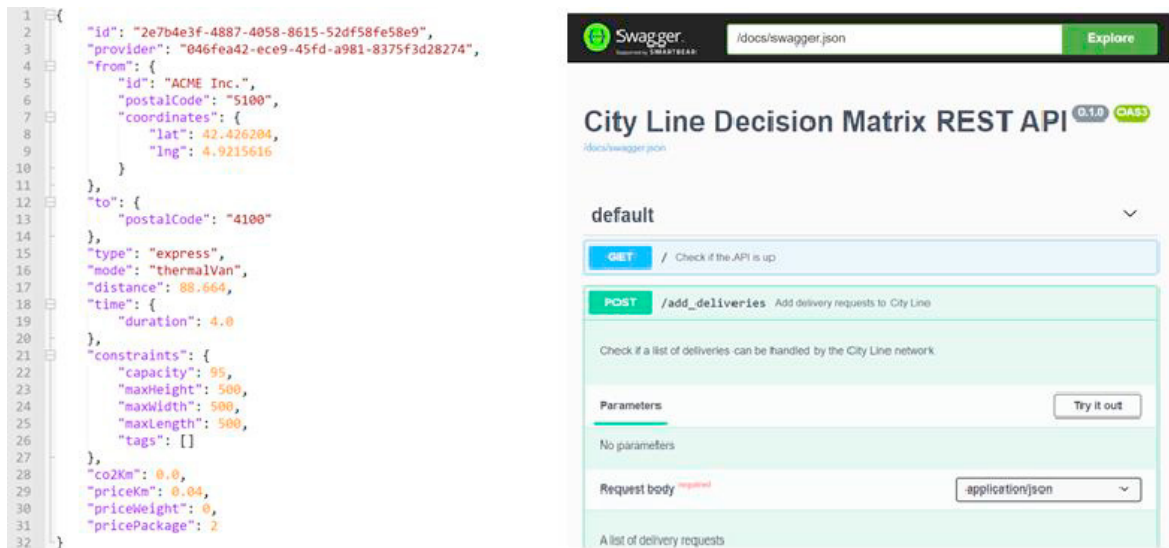 1 {
2 "id": "2e7b4e3f-4887-4058-8615-52df58fe58e9",
3 "provider": "046fea42-ece9-45fd-a981-8375f3d28274",
4 "from": {
5 "id": "ACME Inc.",
6 "postalCode": "5100",
7 "coordinates": {
8 "lat": 42.426204,
9 "lng": 4.9215616
10 }
11 },
12 "to": {
13 "postalCode": "4100"
14 },
15 "type": "express",
16 "mode": "thermalVan",
17 "distance": 88.664,
18 "time": {
19 "duration": 4.0
20 },
21 "constraints": {
22 "capacity": 95,
23 "maxHeight": 500,
24 "maxWidth": 500,
25 "maxLength": 500,
26 "tags": []
27 },
28 "co2Km": 0.0,
29 "priceKm": 0.04,
30 "priceWeight": 0,
31 "pricePackage": 2
32 }
Swagger.
Supported by SMARTBEAR
/docs/swagger.json
Explore
City Line Decision Matrix REST API 0.1.0 OAS3
/docs/swagger.json
default
GET / Check if the API is up
POST /add_deliveries Add delivery requests to City Line
Check if a list of deliveries can be handled by the City Line network
Parameters
Try it out
No parameters
Request body required
application/json
A list of delivery requests